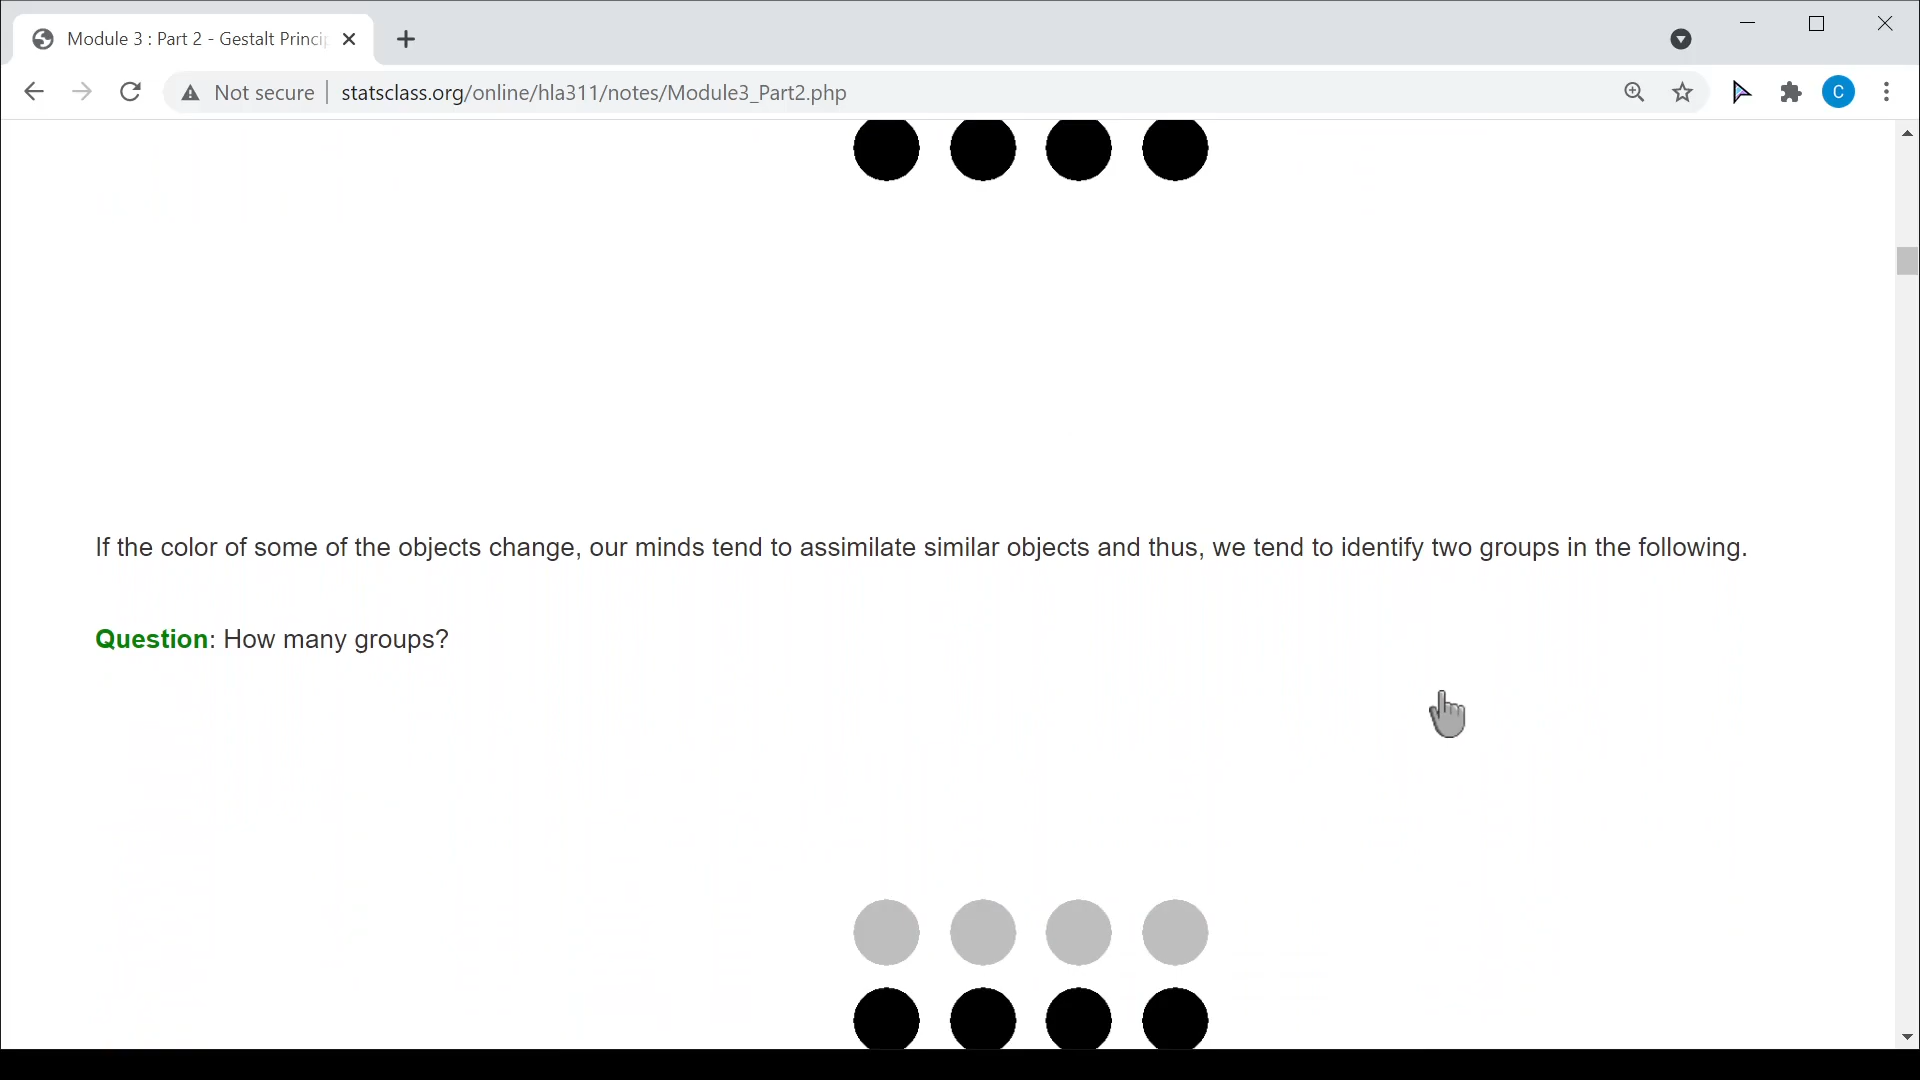 Module 3 : Part 2 - Gestalt Princi
Not secure
statsclass.org/online/hla311/notes/Module3_Part2.php
C
If the color of some of the objects change, our minds tend to assimilate similar objects and thus, we tend to identify two groups in the following.
Question: How many groups?